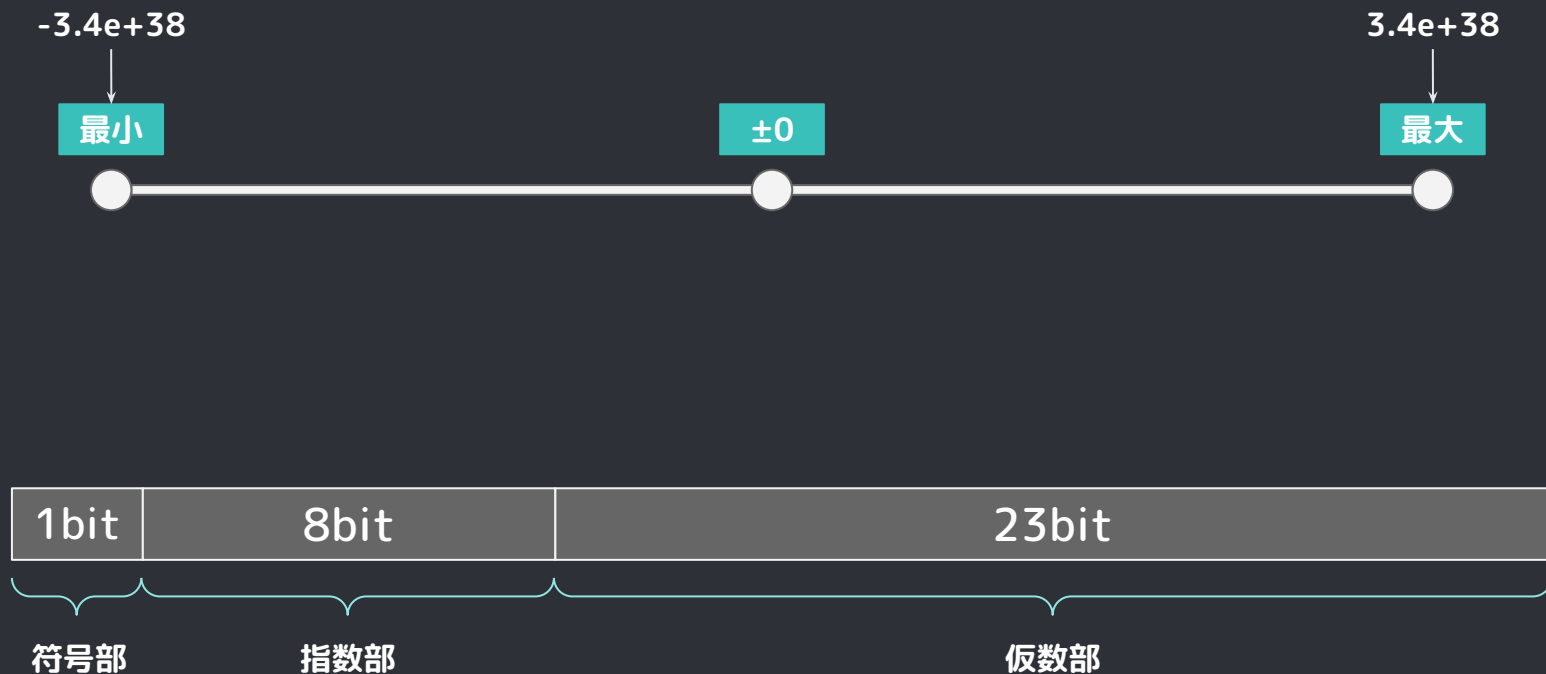 -3.4e+38
3.4e+38
最小
±0
最大
1bit
8bit
23bit
符号部
指数部
仮数部